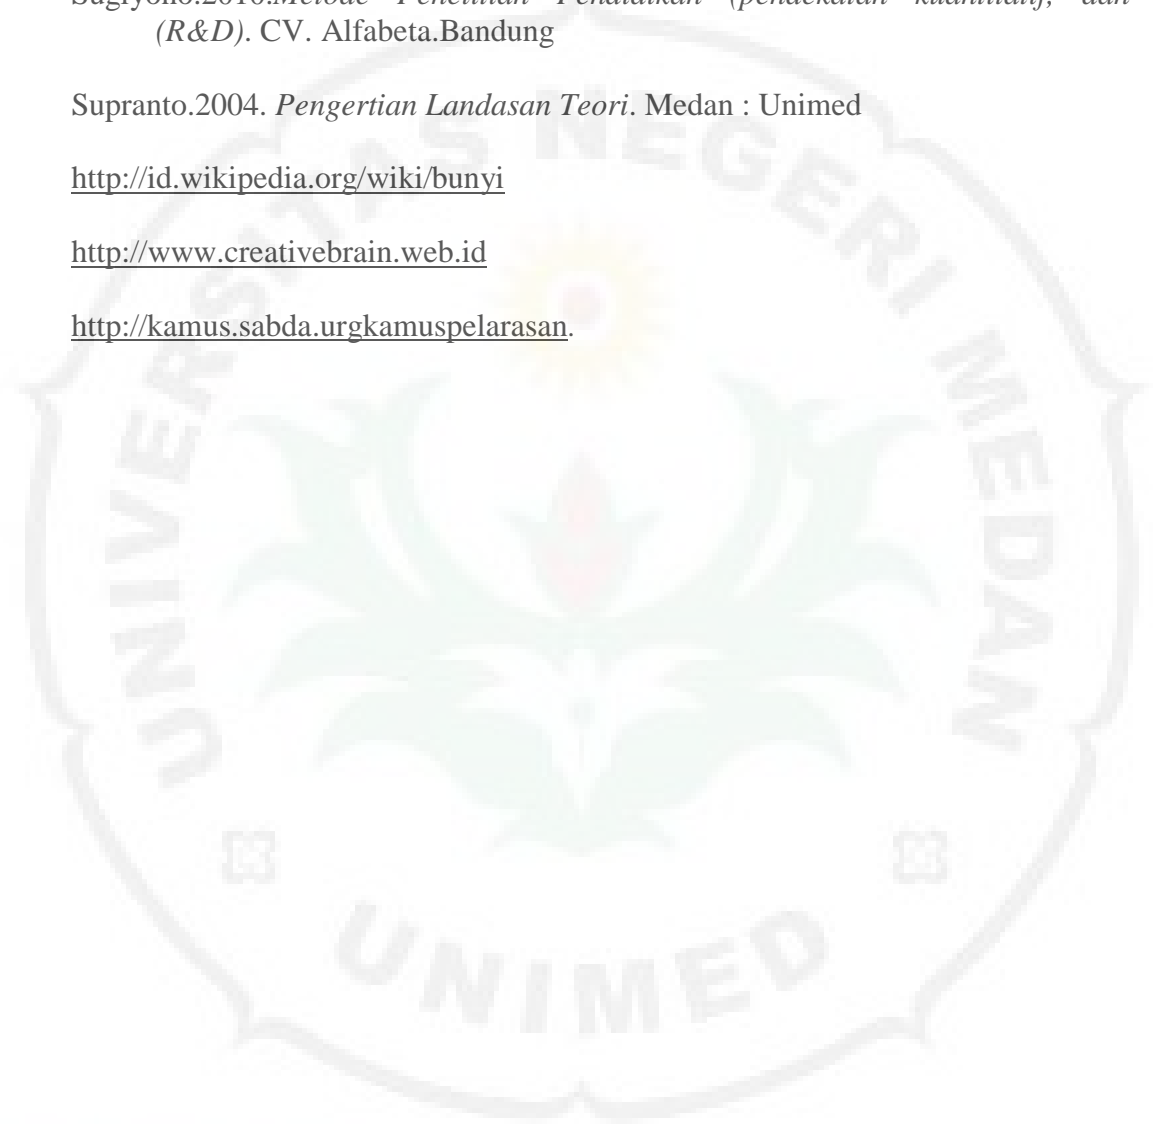 Sugiyono.2010.Metode Penelitian Pendidikan (pendekatan kuantitatif, dan
(R&D). CV. Alfabeta.Bandung
Supranto.2004. Pengertian Landasan Teori. Medan : Unimed
http://id.wikipedia.org/wiki/bunyi
http://www.creativebrain.web.id
http://kamus.sabda.urgkamuspelarasan.
UNIVERSITAS NEGERI MEDAN
UNIMED